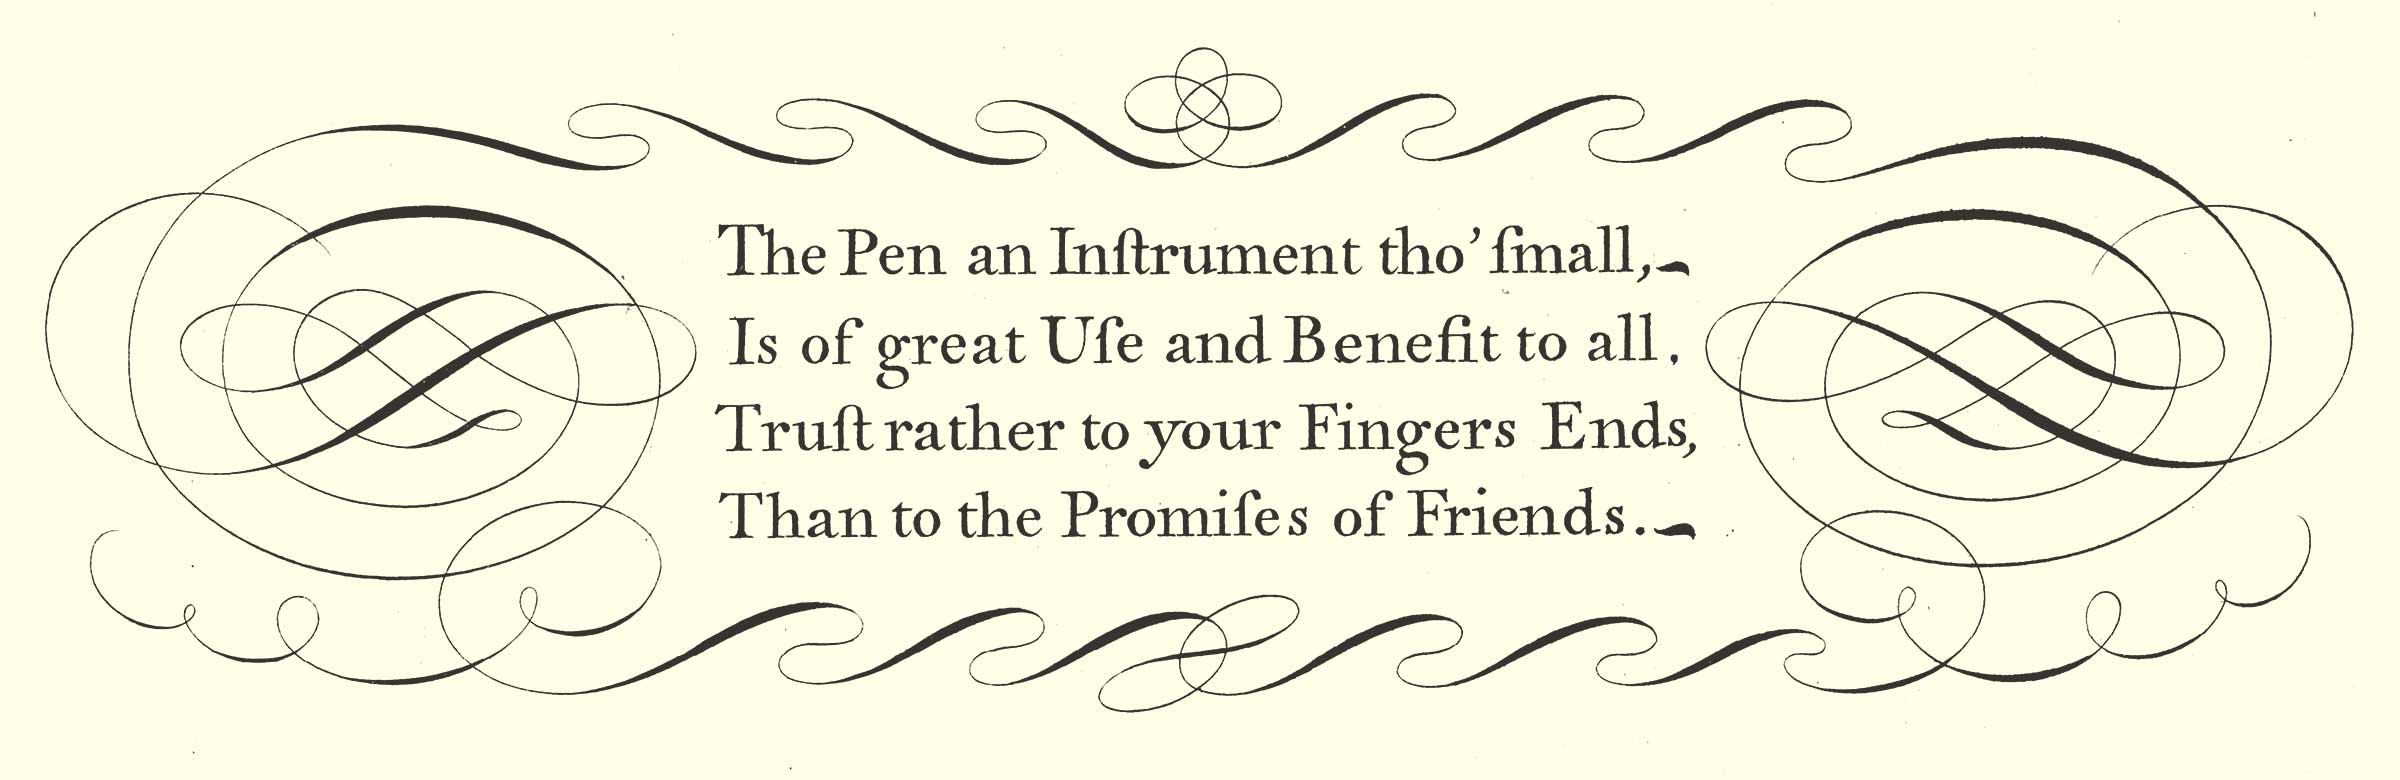 The Pen an Inſtrument tho' ſmall,
Is of great Uſe and Benefit to all.
Truſt rather to your Fingers Ends,
Than to the Promiſes of Friends.